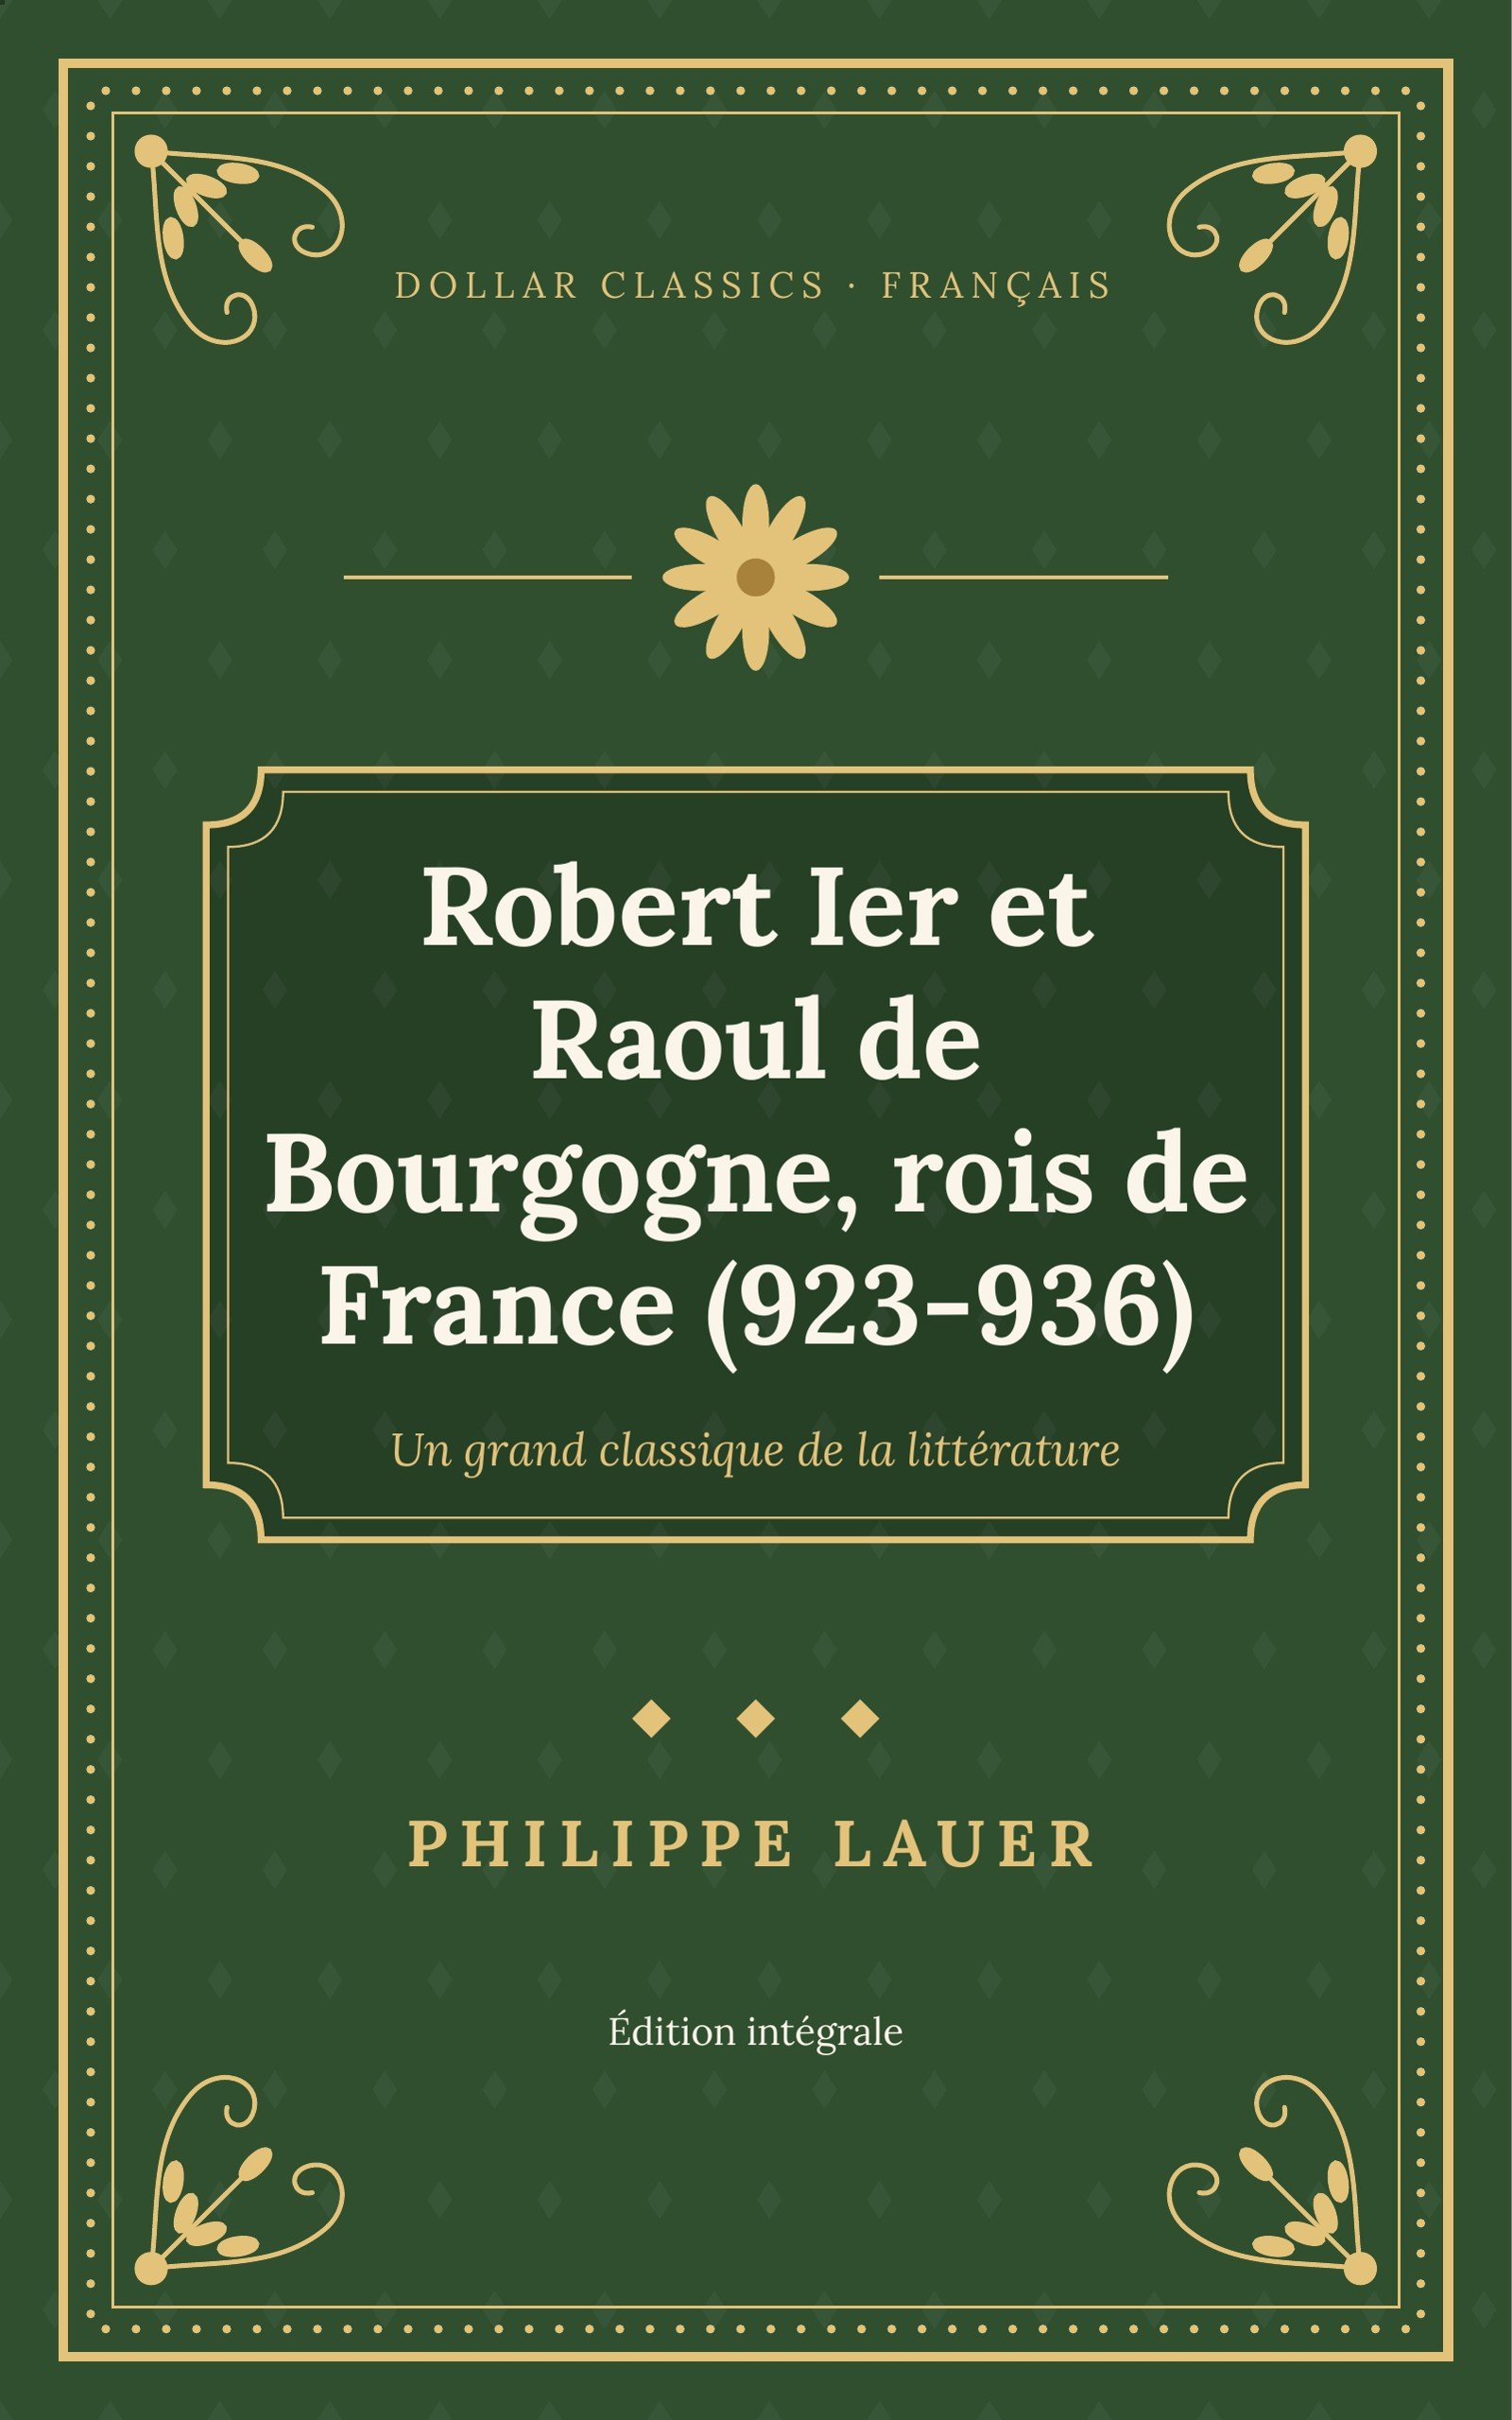 DOLLAR CLASSICS · FRANÇAIS
Robert Ier et
Raoul de
Bourgogne, rois de
France (923-936)
Un grand classique de la littérature
PHILIPPE LAUER
Édition intégrale